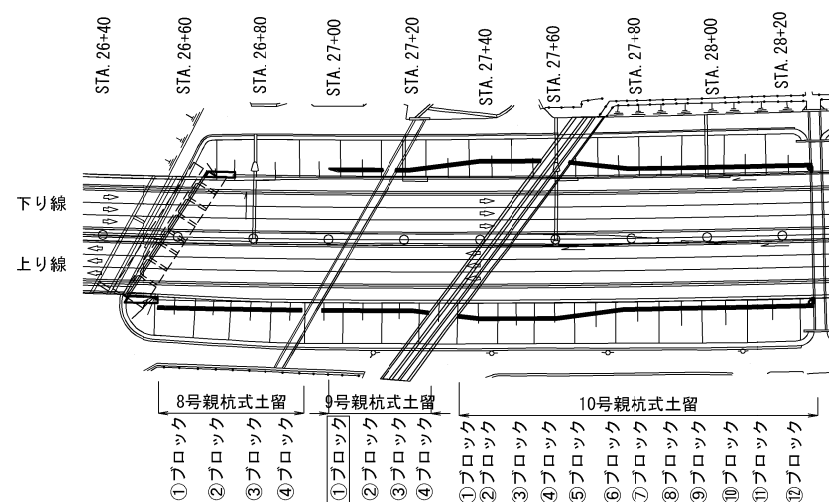 STA. 26+40
STA. 26+60
STA. 26+80
STA. 27+00
STA. 27+20
STA. 27+40
STA. 27+60
STA. 27+80
STA. 28+00
STA. 28+20
下り線
上り線
8号親杭式土留
9号親杭式土留
10号親杭式土留
①ブロック
②ブロック
③ブロック
④ブロック
①ブロック
②ブロック
③ブロック
④ブロック
①ブロック
②ブロック
③ブロック
④ブロック
⑤ブロック
⑥ブロック
⑦ブロック
⑧ブロック
⑨ブロック
⑩ブロック
⑪ブロック
⑫ブロック